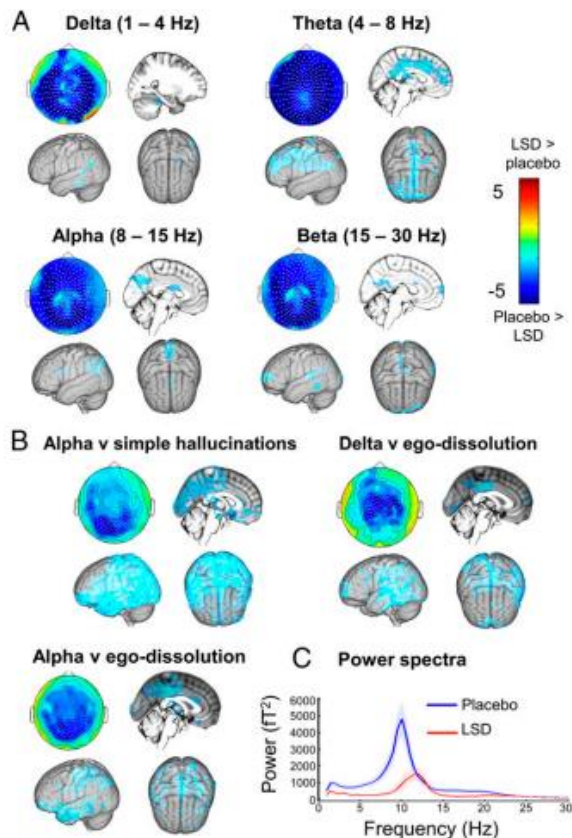 A
Delta (1 – 4 Hz)
Theta (4 – 8 Hz)
LSD >
placebo
5
-5
Placebo >
LSD
Alpha (8 – 15 Hz)
Beta (15 – 30 Hz)
B
Alpha v simple hallucinations
Delta v ego-dissolution
Alpha v ego-dissolution
C
Power spectra
Power (fT²)
6000
5000
4000
3000
2000
1000
0
Placebo
LSD
0 5 10 15 20 25 30
Frequency (Hz)